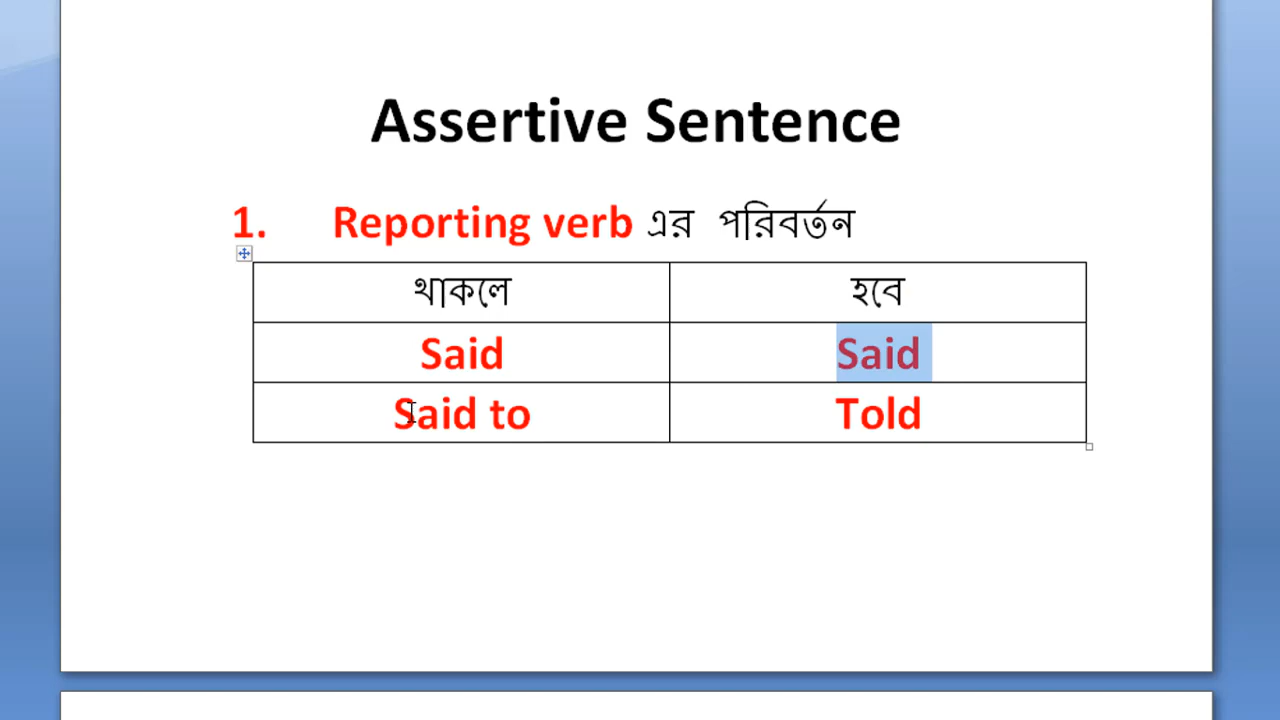 Assertive Sentence
1. Reporting verb এর পরিবর্তন
থাকলে হবে
Said Said
Said to Told